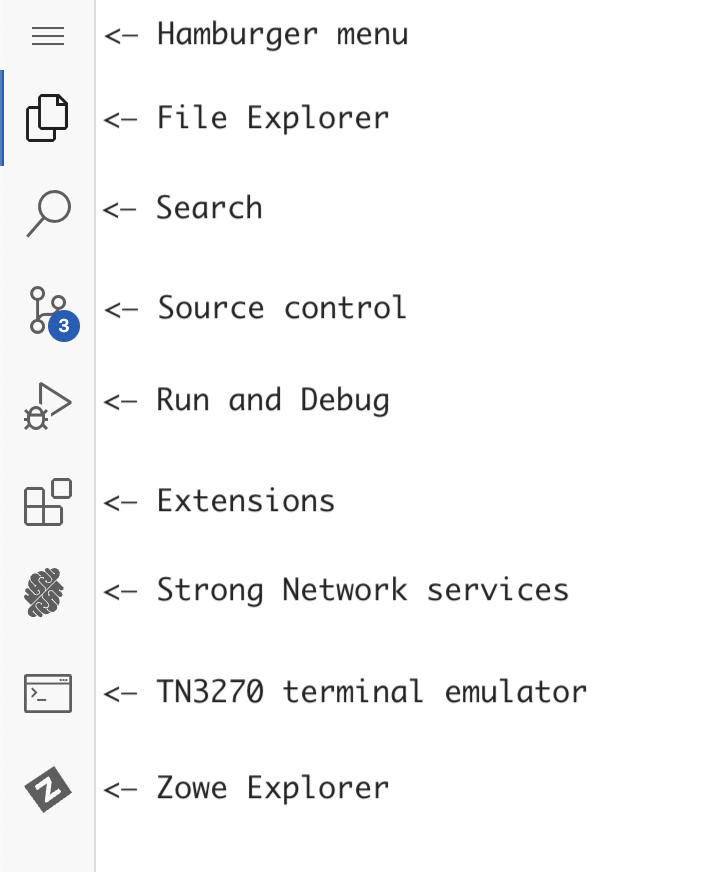 <– Hamburger menu
<– File Explorer
<– Search
<– Source control
3
<– Run and Debug
<– Extensions
<– Strong Network services
<– TN3270 terminal emulator
<– Zowe Explorer